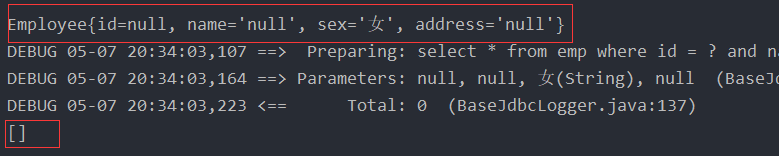 Employee{id=null, name='null', sex='女', address='null'}
DEBUG 05-07 20:34:03,107 ==>  Preparing: select * from emp where id = ? and
DEBUG 05-07 20:34:03,164 ==> Parameters: null, null, 女(String), null  (BaseJ
DEBUG 05-07 20:34:03,223 <==      Total: 0  (BaseJdbcLogger.java:137)
[]